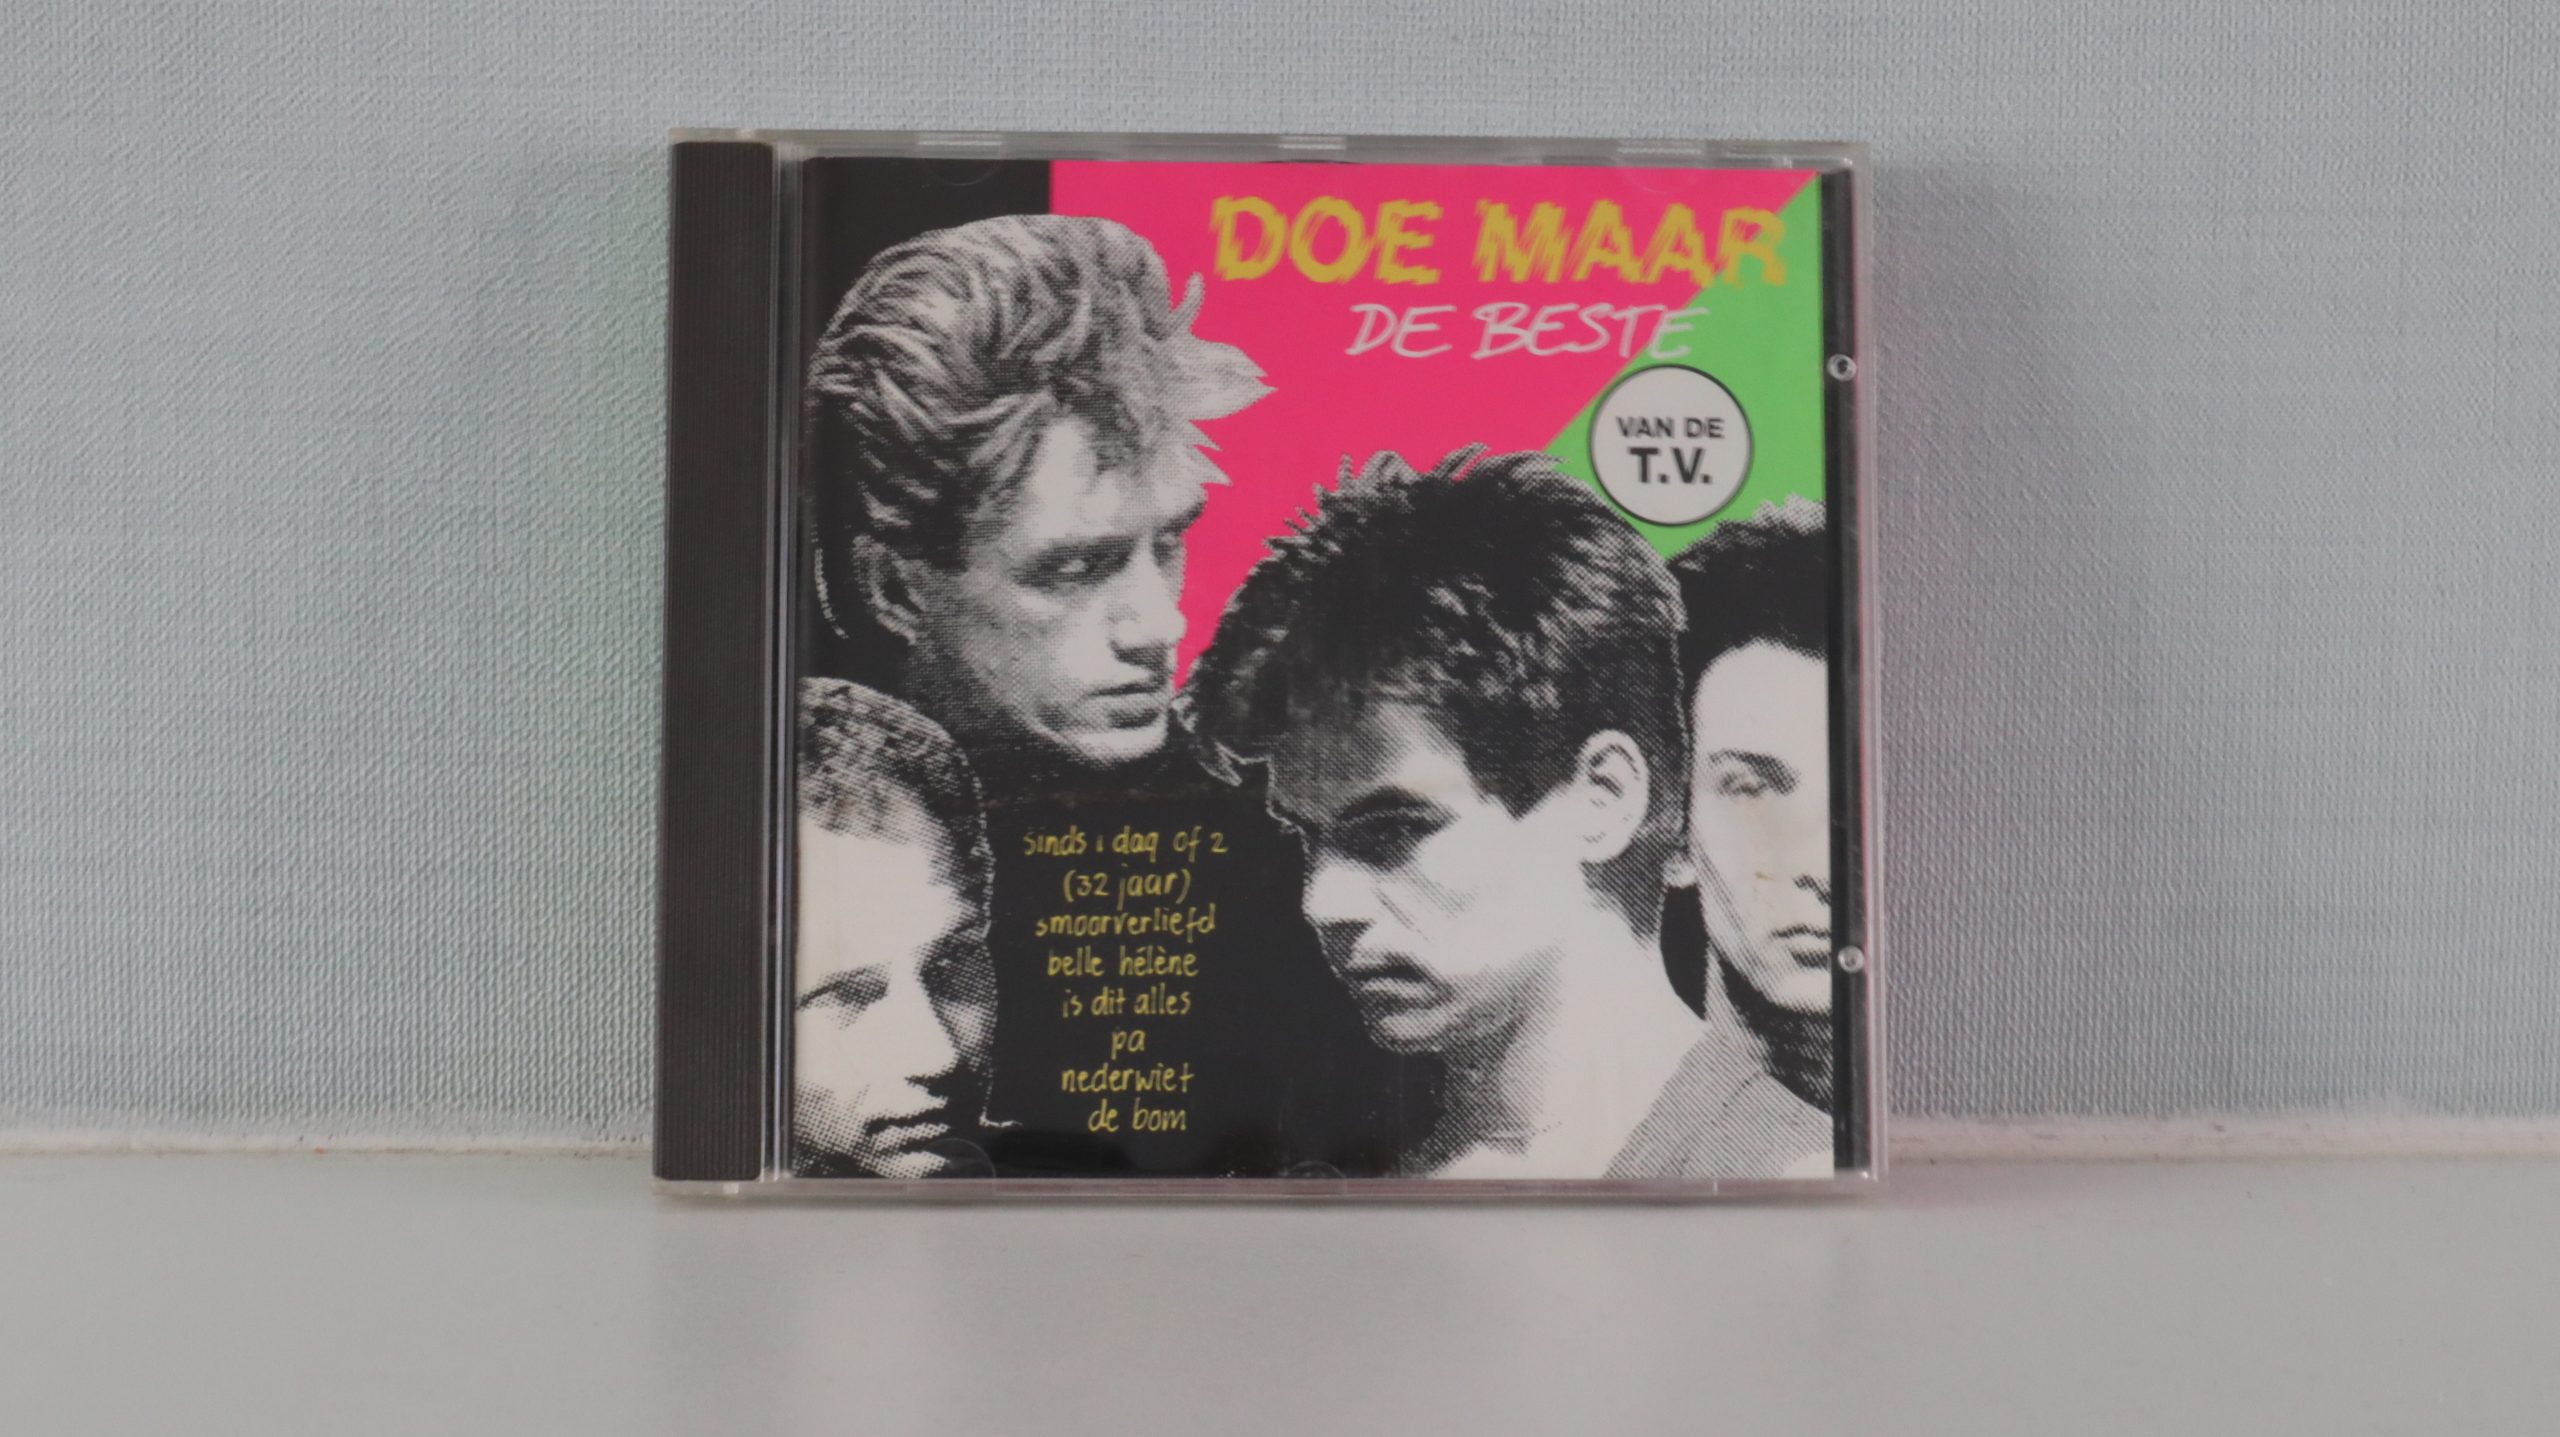 DOE MAAR
DE BESTE
VAN DE
T.V.
sinds 1 dag of 2
(32 jaar)
smoorverliefd
belle hélène
is dit alles
pa
nederwiet
de bom